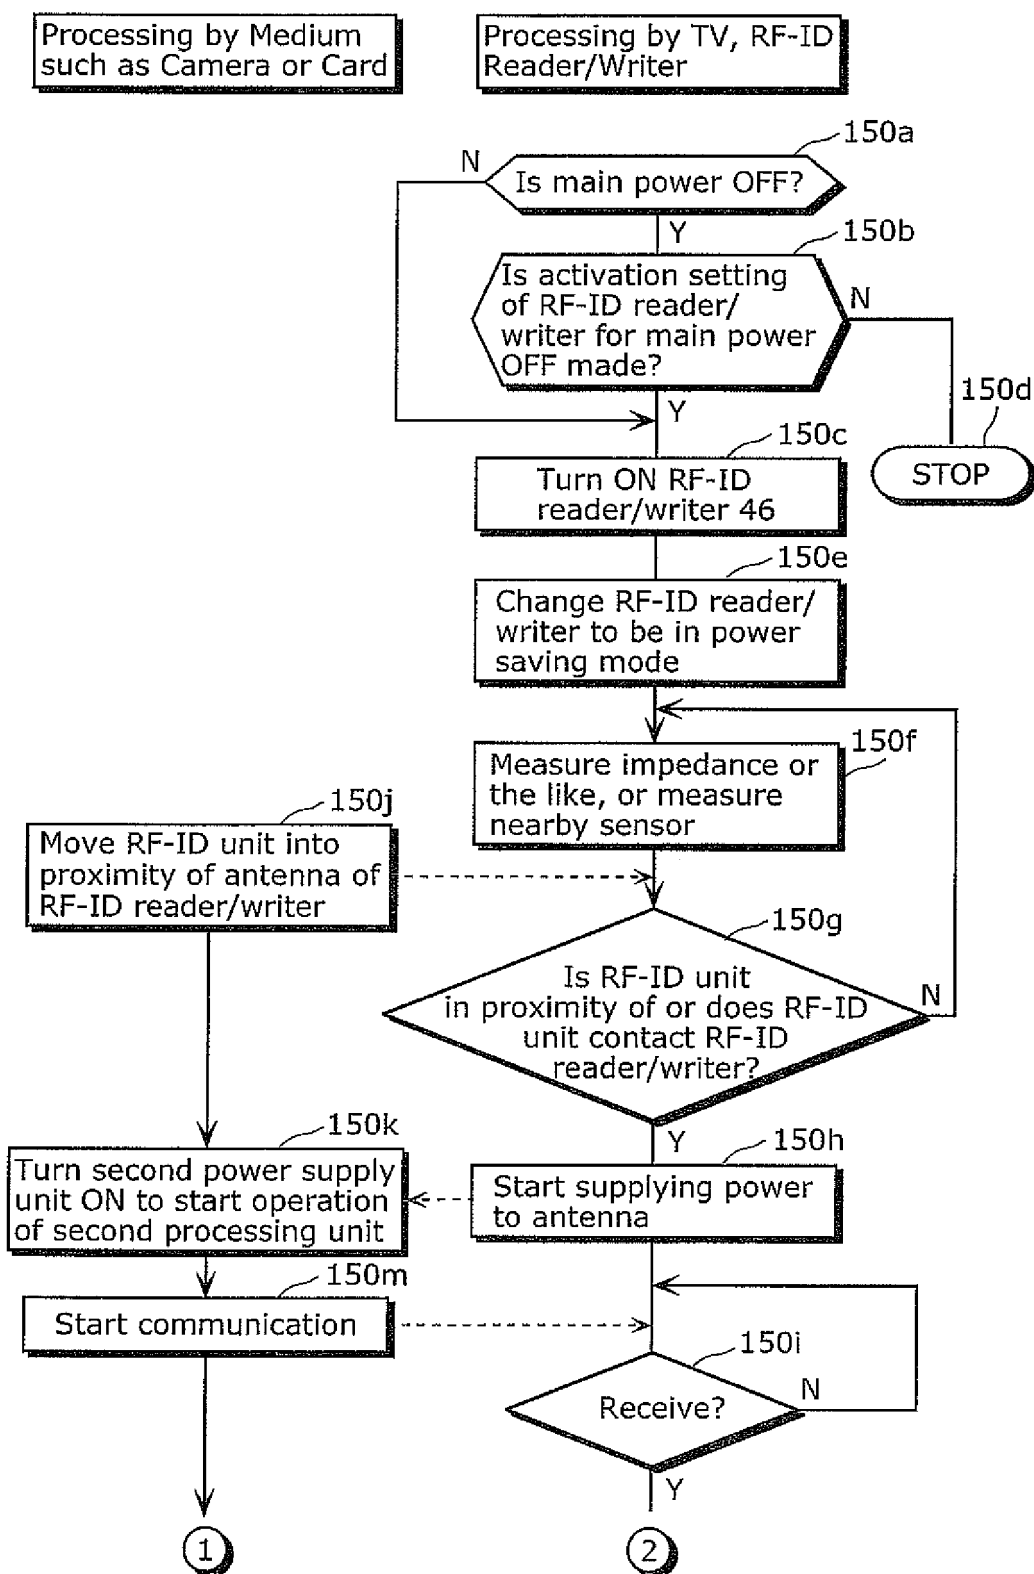 Processing by Medium
such as Camera or Card
Processing by TV, RF-ID
Reader/Writer
150a
N
Is main power OFF?
Y
150b
Is activation setting
of RF-ID reader/
writer for main power
OFF made?
N
Y
150d
STOP
150c
Turn ON RF-ID
reader/writer 46
150e
Change RF-ID reader/
writer to be in power
saving mode
150f
Measure impedance or
the like, or measure
nearby sensor
150j
Move RF-ID unit into
proximity of antenna of
RF-ID reader/writer
150g
Is RF-ID unit
in proximity of or does RF-ID
unit contact RF-ID
reader/writer?
N
Y
150k
Turn second power supply
unit ON to start operation
of second processing unit
150h
Start supplying power
to antenna
150m
Start communication
150i
Receive?
N
Y
1
2